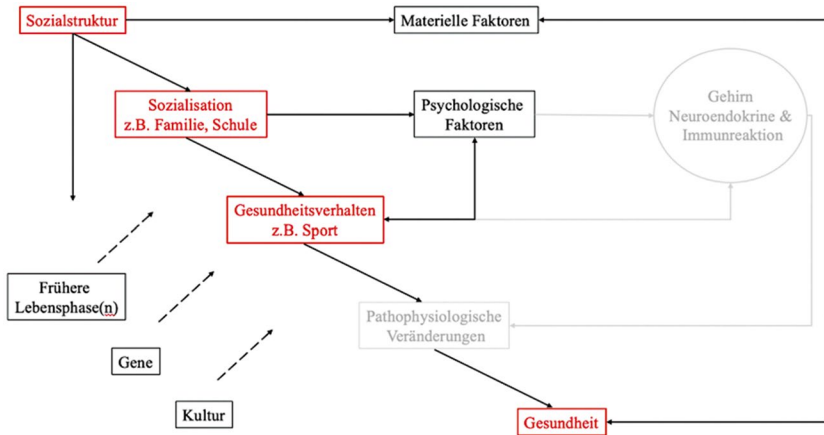 Sozialstruktur
Materielle Faktoren
Sozialisation
z.B. Familie, Schule
Psychologische
Faktoren
Gehirn
Neuroendokrine &
Immunreaktion
Gesundheitsverhalten
z.B. Sport
Frühere
Lebensphase(n)
Pathophysiologische
Veränderungen
Gene
Kultur
Gesundheit